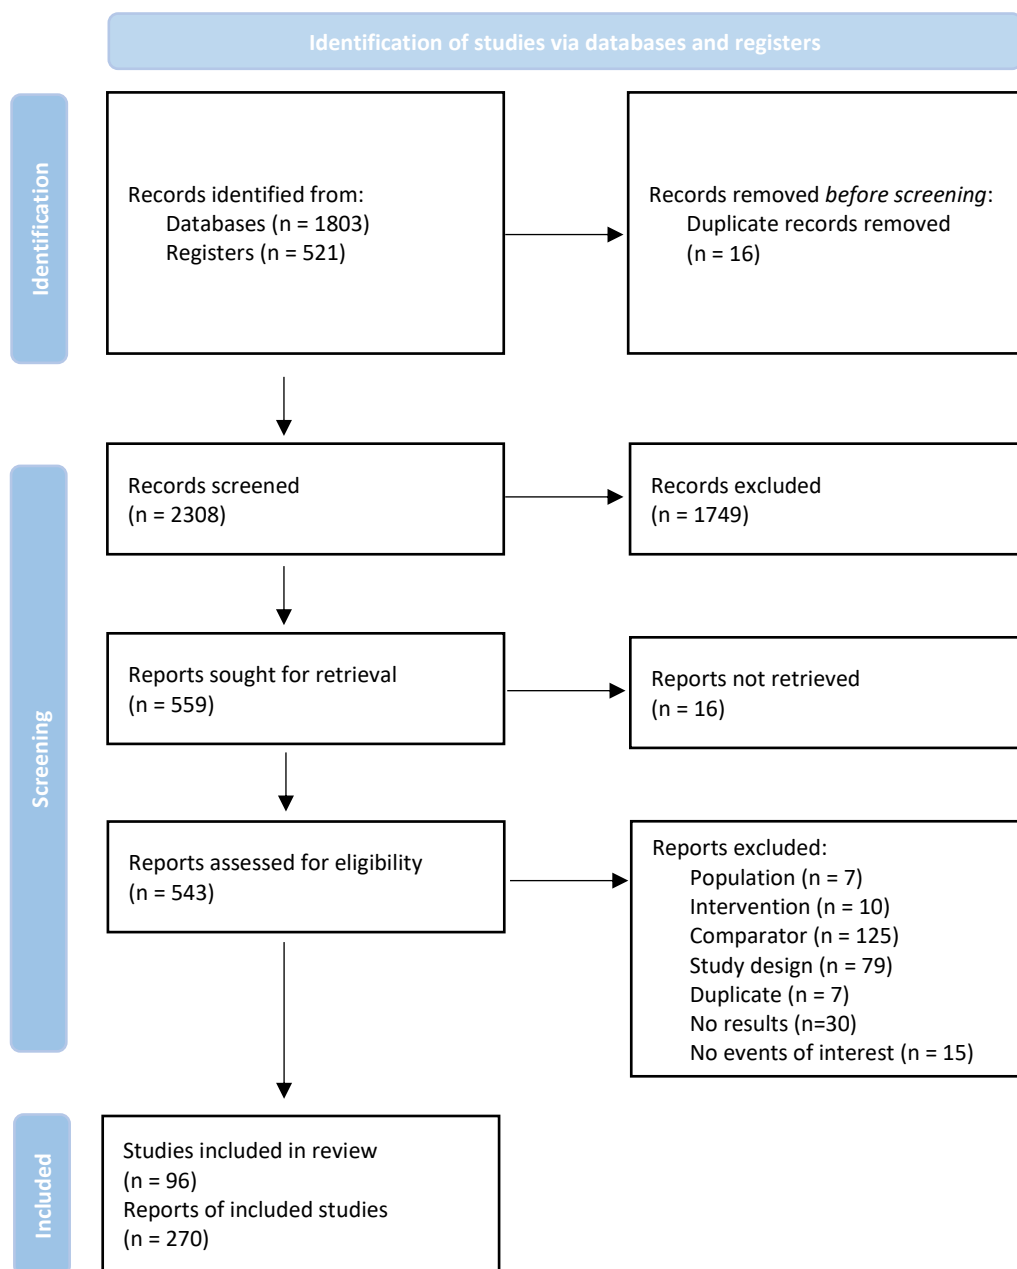 Identification of studies via databases and registers
Identification
Records identified from:
Databases (n = 1803)
Registers (n = 521)
Records removed before screening:
Duplicate records removed
(n = 16)
Screening
Records screened
(n = 2308)
Records excluded
(n = 1749)
Reports sought for retrieval
(n = 559)
Reports not retrieved
(n = 16)
Reports assessed for eligibility
(n = 543)
Reports excluded:
Population (n = 7)
Intervention (n = 10)
Comparator (n = 125)
Study design (n = 79)
Duplicate (n = 7)
No results (n=30)
No events of interest (n = 15)
Included
Studies included in review
(n = 96)
Reports of included studies
(n = 270)